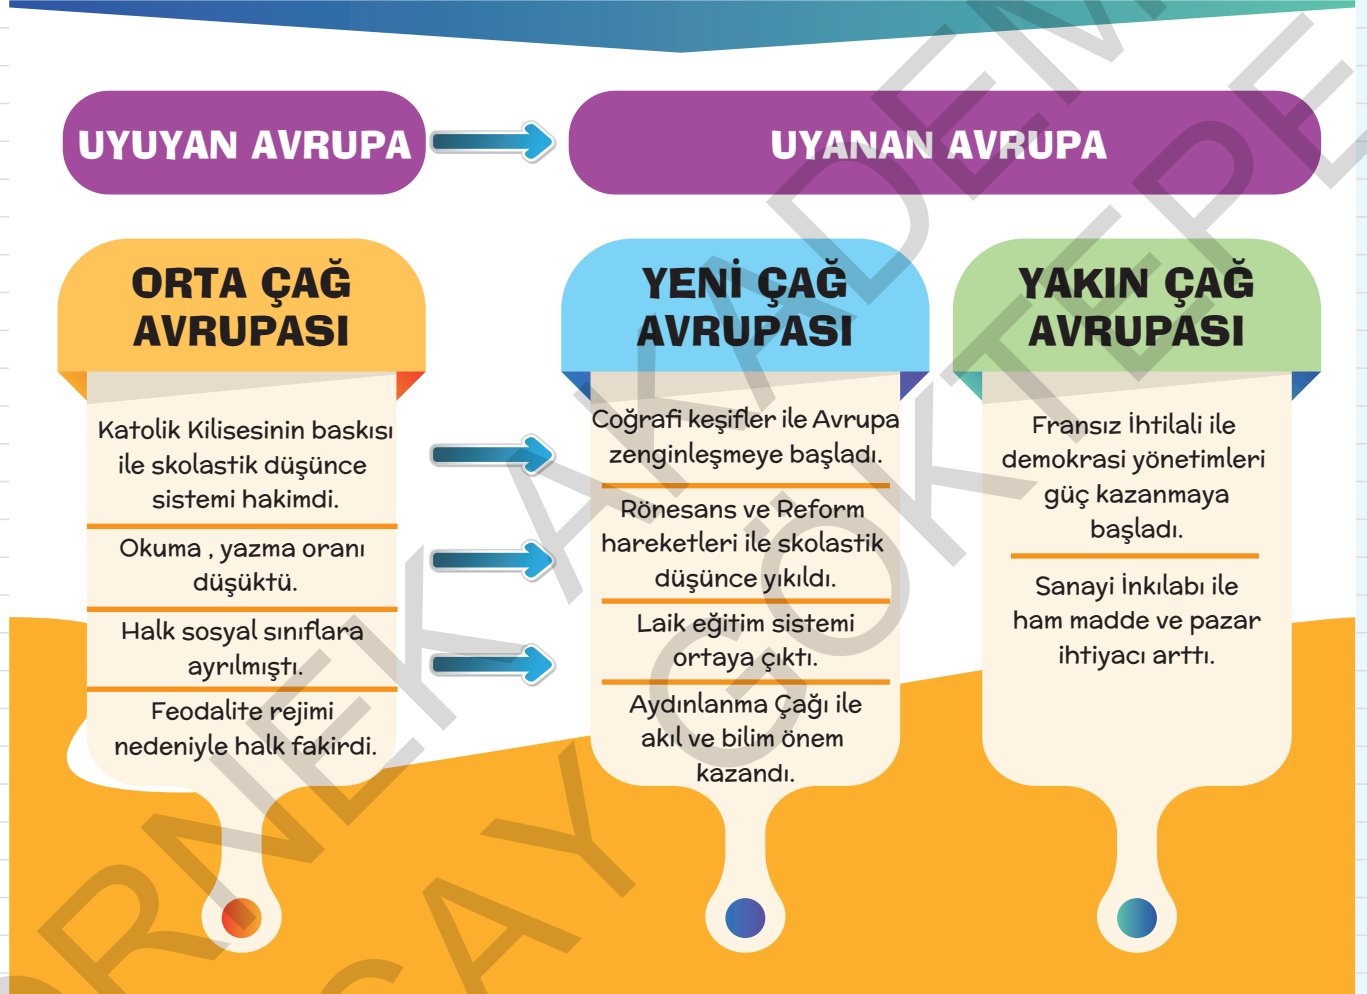 UYUYAN AVRUPA
UYANAN AVRUPA
ORTA ÇAĞ
AVRUPASI
Katolik Kilisesinin baskısı
ile skolastik düşünce
sistemi hakimdi.
Okuma , yazma oranı
düşüktü.
Halk sosyal sınıflara
ayrılmıştı.
Feodalite rejimi
nedeniyle halk fakirdi.
YENİ ÇAĞ
AVRUPASI
Coğrafi keşifler ile Avrupa
zenginleşmeye başladı.
Rönesans ve Reform
hareketleri ile skolastik
düşünce yıkıldı.
Laik eğitim sistemi
ortaya çıktı.
Aydınlanma Çağı ile
akıl ve bilim önem
kazandı.
YAKIN ÇAĞ
AVRUPASI
Fransız İhtilali ile
demokrasi yönetimleri
güç kazanmaya
başladı.
Sanayi İnkılabı ile
ham madde ve pazar
ihtiyacı arttı.